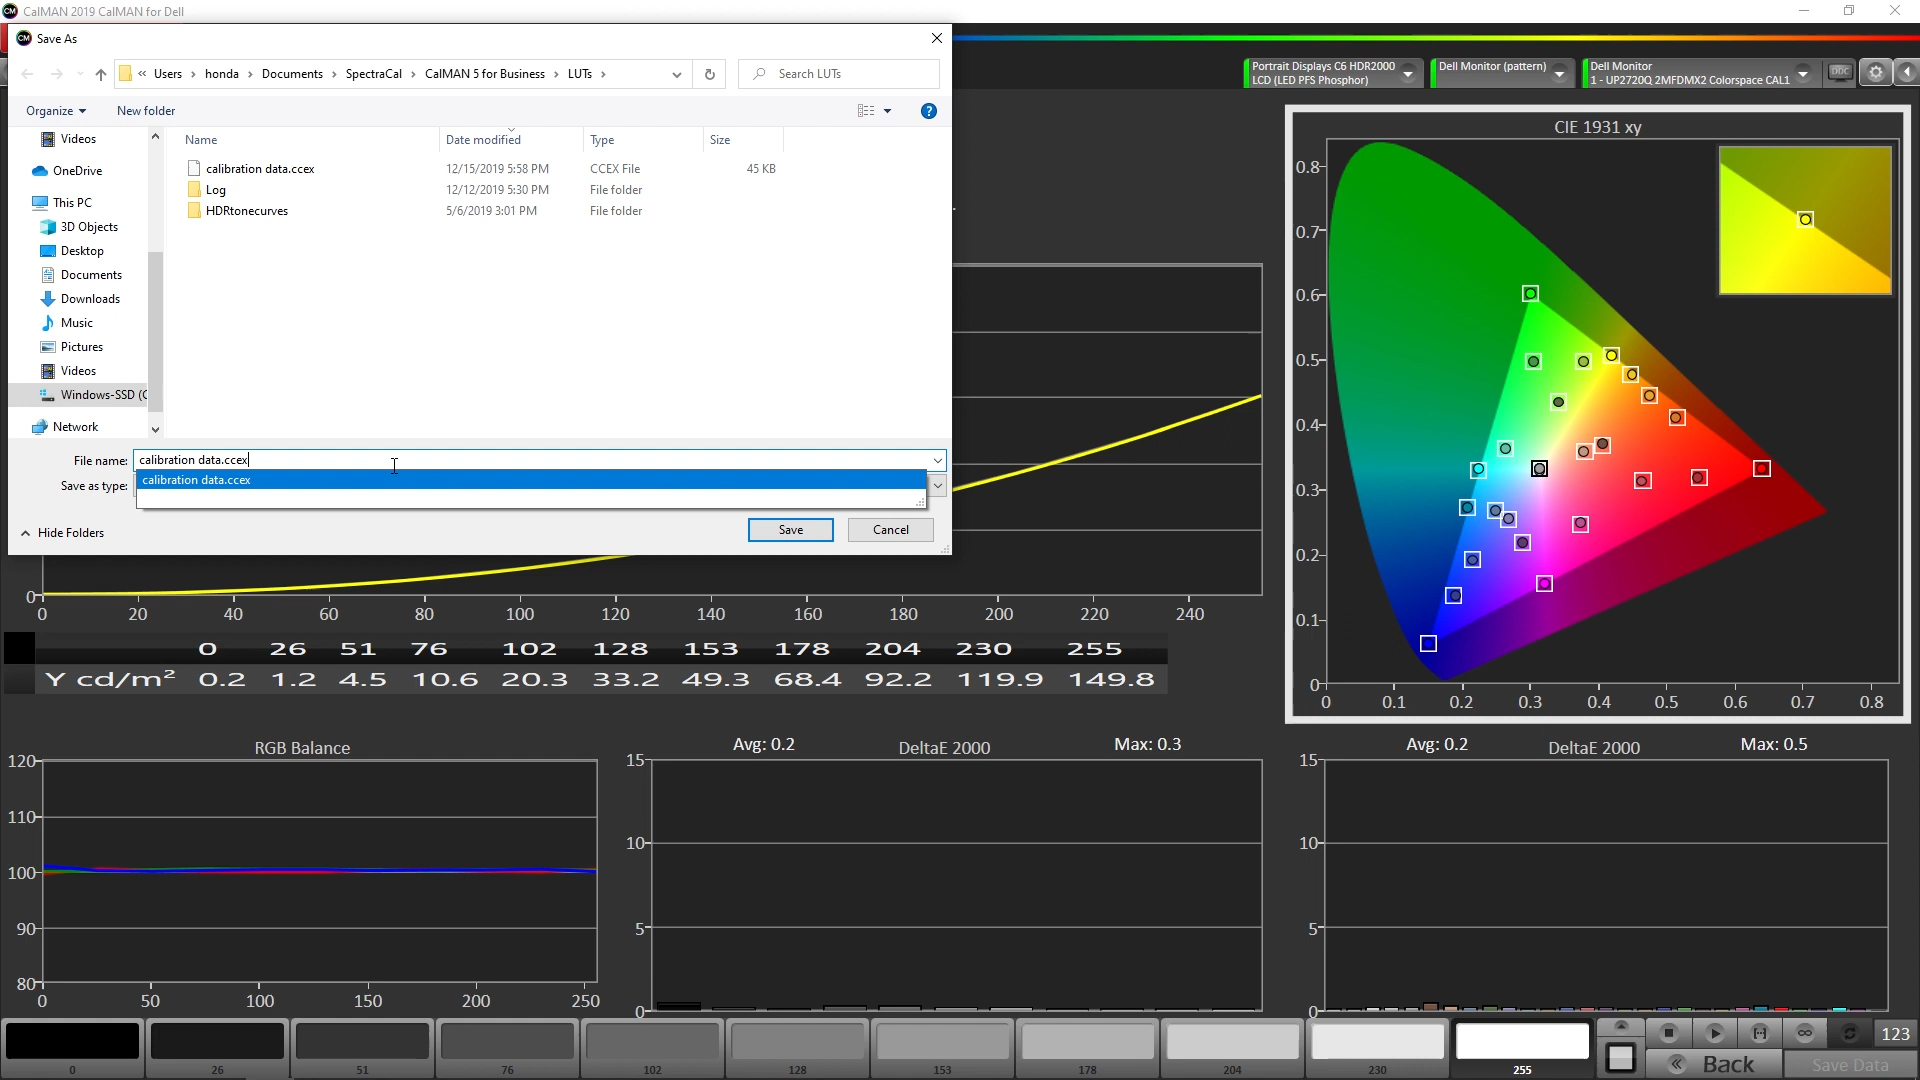 CM CalMAN 2019 CalMAN for Dell
CM Save As
« Users › honda › Documents › SpectraCal › CalMAN 5 for Business › LUTs ›
Search LUTs
Organize
New folder
Videos
OneDrive
This PC
3D Objects
Desktop
Documents
Downloads
Music
Pictures
Videos
Windows-SSD (C
Network
Name Date modified Type Size
calibration data.ccex 12/15/2019 5:58 PM CCEX File 45 KB
Log 12/12/2019 5:30 PM File folder
HDRtonecurves 5/6/2019 3:01 PM File folder
File name: calibration data.ccex
calibration data.ccex
Save as type:
Hide Folders
Save
Cancel
Portrait Displays C6 HDR2000
LCD (LED PFS Phosphor)
Dell Monitor (pattern)
Dell Monitor
1 - UP2720Q 2MFDMX2 Colorspace CAL1
DDC
CIE 1931 xy
0.8
0.7
0.6
0.5
0.4
0.3
0.2
0.1
0
0 0.1 0.2 0.3 0.4 0.5 0.6 0.7 0.8
0
0 20 40 60 80 100 120 140 160 180 200 220 240
0 26 51 76 102 128 153 178 204 230 255
Y cd/m² 0.2 1.2 4.5 10.6 20.3 33.2 49.3 68.4 92.2 119.9 149.8
RGB Balance
120
110
100
90
80
0 50 100 150 200 250
Avg: 0.2 DeltaE 2000 Max: 0.3
15
10
5
0
Avg: 0.2 DeltaE 2000 Max: 0.5
15
10
5
0
0 26 51 76 102 128 153 178 204 230 255
123
« Back
Save Data